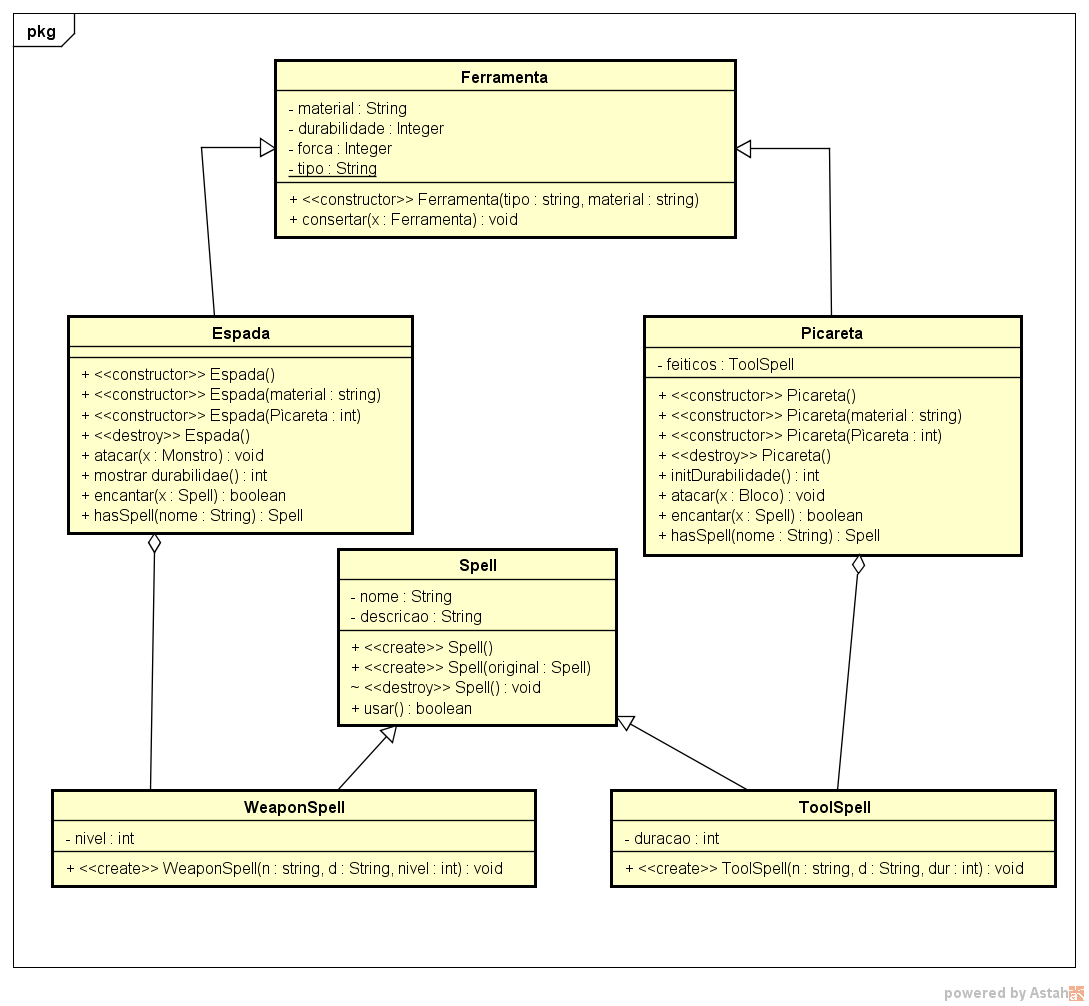 pkg
Ferramenta
- material : String
- durabilidade : Integer
- forca : Integer
- tipo : String
+ <<constructor>> Ferramenta(tipo : string, material : string)
+ consertar(x : Ferramenta) : void
Espada
+ <<constructor>> Espada()
+ <<constructor>> Espada(material : string)
+ <<constructor>> Espada(Picareta : int)
+ <<destroy>> Espada()
+ atacar(x : Monstro) : void
+ mostrar durabilidae() : int
+ encantar(x : Spell) : boolean
+ hasSpell(nome : String) : Spell
Picareta
- feiticos : ToolSpell
+ <<constructor>> Picareta()
+ <<constructor>> Picareta(material : string)
+ <<constructor>> Picareta(Picareta : int)
+ <<destroy>> Picareta()
+ initDurabilidade() : int
+ atacar(x : Bloco) : void
+ encantar(x : Spell) : boolean
+ hasSpell(nome : String) : Spell
Spell
- nome : String
- descricao : String
+ <<create>> Spell()
+ <<create>> Spell(original : Spell)
~ <<destroy>> Spell() : void
+ usar() : boolean
WeaponSpell
- nivel : int
+ <<create>> WeaponSpell(n : string, d : String, nivel : int) : void
ToolSpell
- duracao : int
+ <<create>> ToolSpell(n : string, d : String, dur : int) : void
powered by Astah